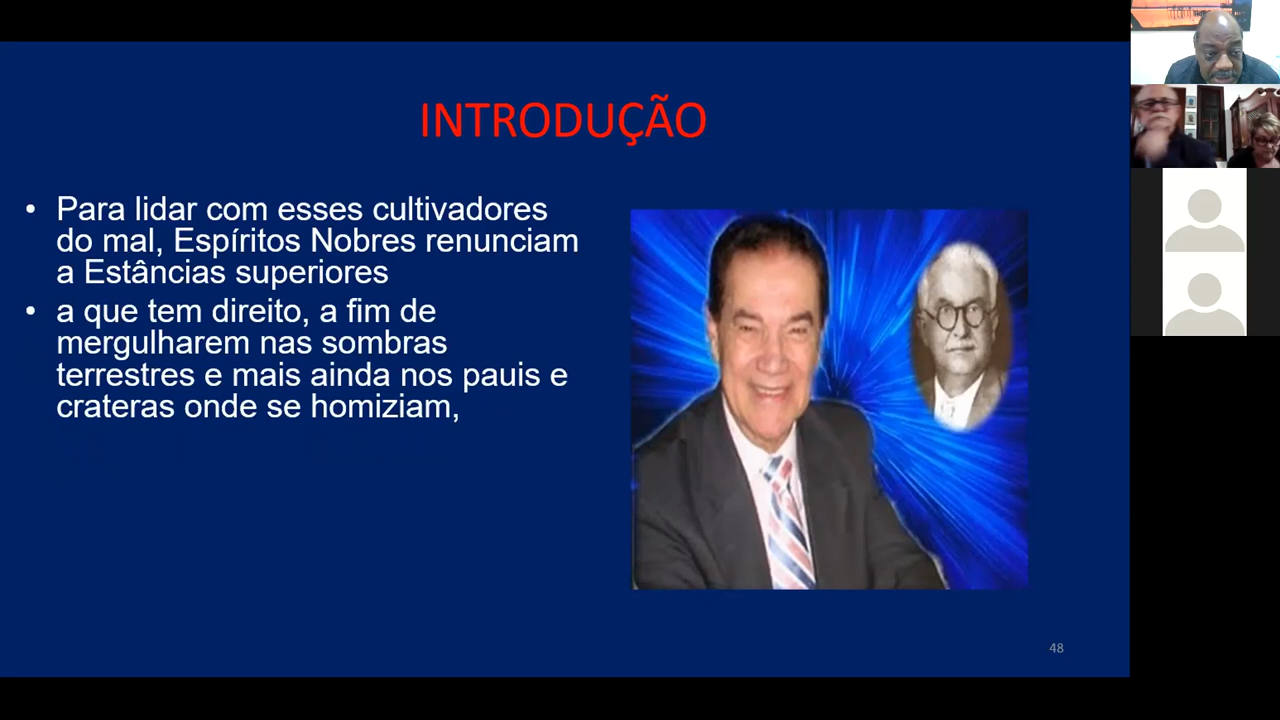 INTRODUÇÃO
• Para lidar com esses cultivadores
do mal, Espíritos Nobres renunciam
a Estâncias superiores
• a que tem direito, a fim de
mergulharem nas sombras
terrestres e mais ainda nos pauis e
crateras onde se homiziam,
48